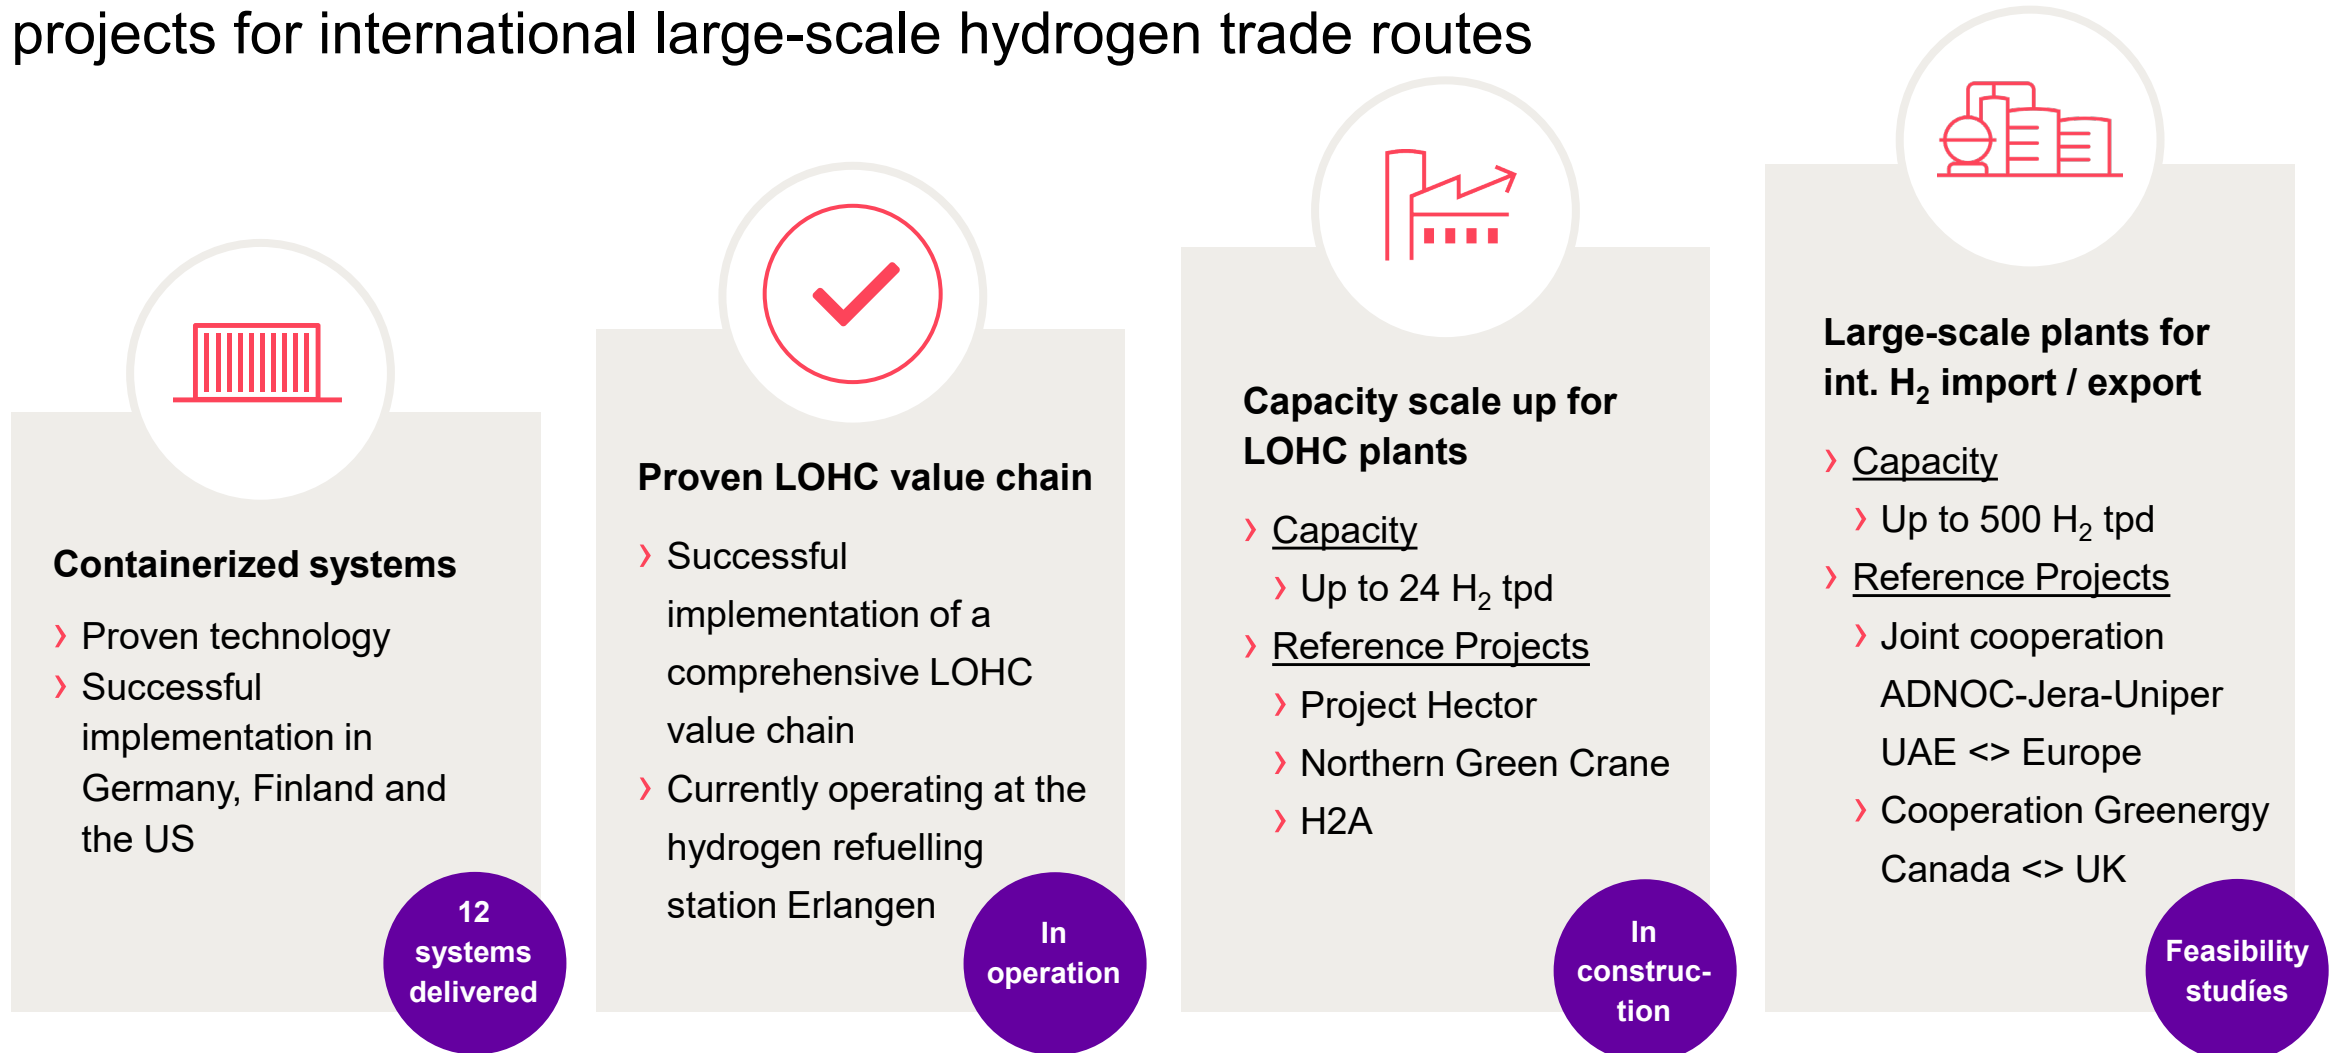 projects for international large-scale hydrogen trade routes
Containerized systems
› Proven technology
› Successful
implementation in
Germany, Finland and
the US
12
systems
delivered
Proven LOHC value chain
› Successful
implementation of a
comprehensive LOHC
value chain
› Currently operating at the
hydrogen refuelling
station Erlangen
In
operation
Capacity scale up for
LOHC plants
› Capacity
› Up to 24 H₂ tpd
› Reference Projects
› Project Hector
› Northern Green Crane
› H2A
In
construc-
tion
Large-scale plants for
int. H₂ import / export
› Capacity
› Up to 500 H₂ tpd
› Reference Projects
› Joint cooperation
ADNOC-Jera-Uniper
UAE <> Europe
› Cooperation Greenergy
Canada <> UK
Feasibility
studíes